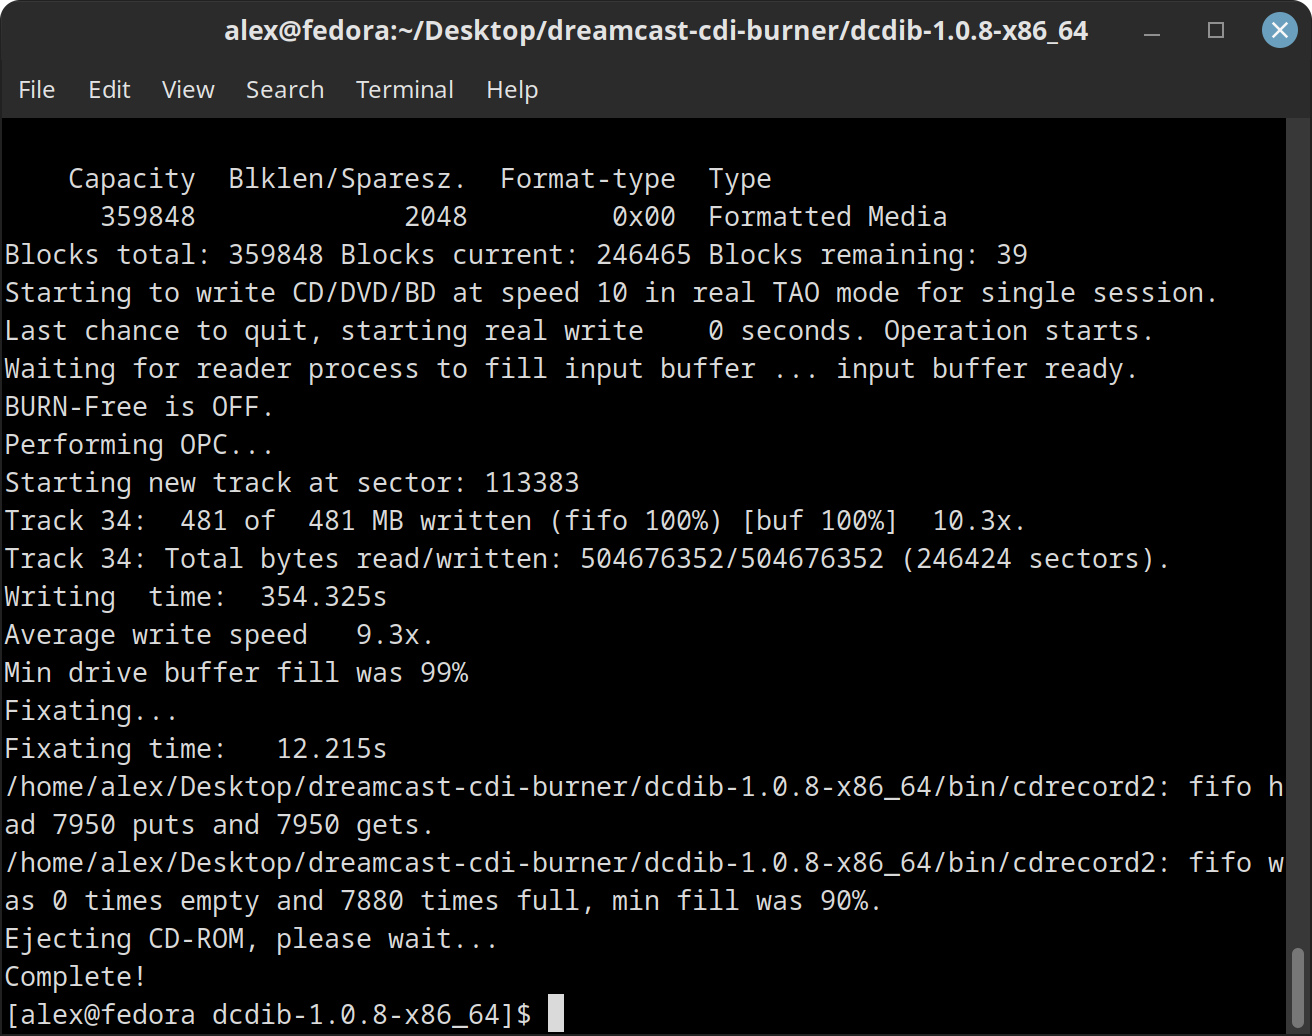 alex@fedora:~/Desktop/dreamcast-cdi-burner/dcdib-1.0.8-x86_64
File Edit View Search Terminal Help
    Capacity  Blklen/Sparesz.  Format-type  Type
      359848             2048         0x00  Formatted Media
Blocks total: 359848 Blocks current: 246465 Blocks remaining: 39
Starting to write CD/DVD/BD at speed 10 in real TAO mode for single session.
Last chance to quit, starting real write    0 seconds. Operation starts.
Waiting for reader process to fill input buffer ... input buffer ready.
BURN-Free is OFF.
Performing OPC...
Starting new track at sector: 113383
Track 34:  481 of  481 MB written (fifo 100%) [buf 100%]  10.3x.
Track 34: Total bytes read/written: 504676352/504676352 (246424 sectors).
Writing  time:  354.325s
Average write speed   9.3x.
Min drive buffer fill was 99%
Fixating...
Fixating time:   12.215s
/home/alex/Desktop/dreamcast-cdi-burner/dcdib-1.0.8-x86_64/bin/cdrecord2: fifo h
ad 7950 puts and 7950 gets.
/home/alex/Desktop/dreamcast-cdi-burner/dcdib-1.0.8-x86_64/bin/cdrecord2: fifo w
as 0 times empty and 7880 times full, min fill was 90%.
Ejecting CD-ROM, please wait...
Complete!
[alex@fedora dcdib-1.0.8-x86_64]$